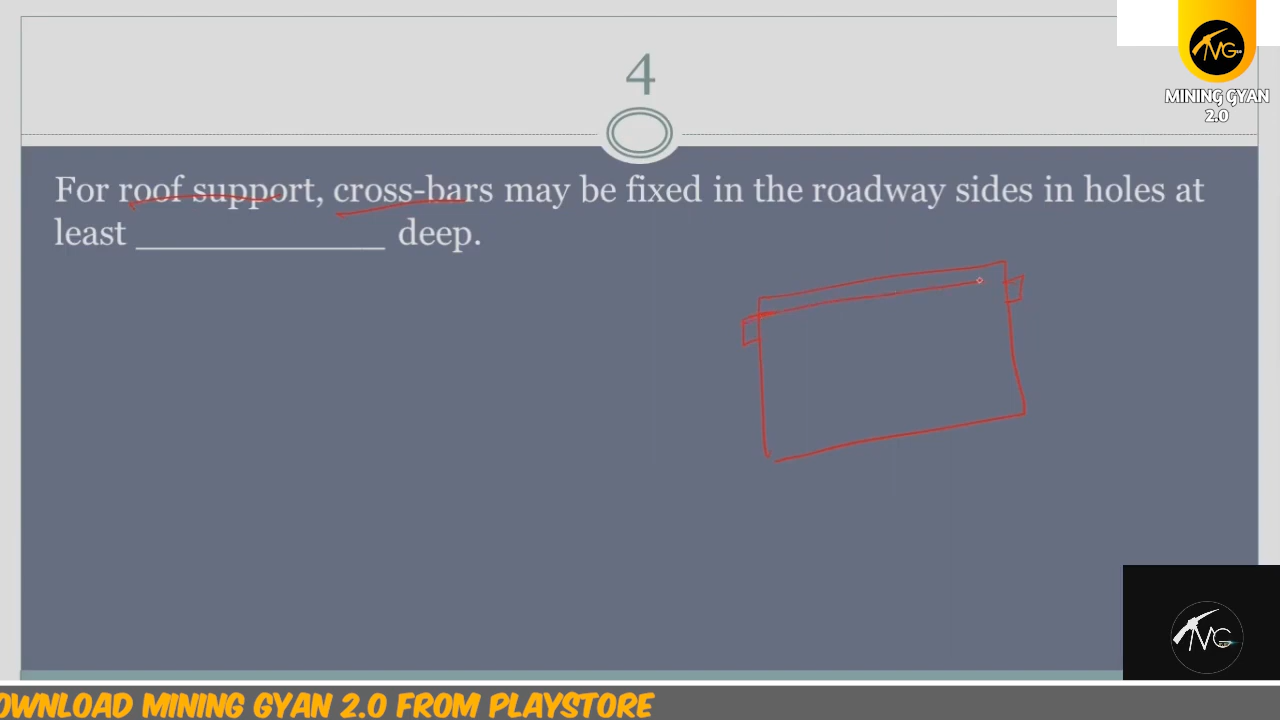 4
MINING GYAN
2.0
For roof support, cross-bars may be fixed in the roadway sides in holes at
least _____________ deep.
OWNLOAD MINING GYAN 2.0 FROM PLAYSTORE